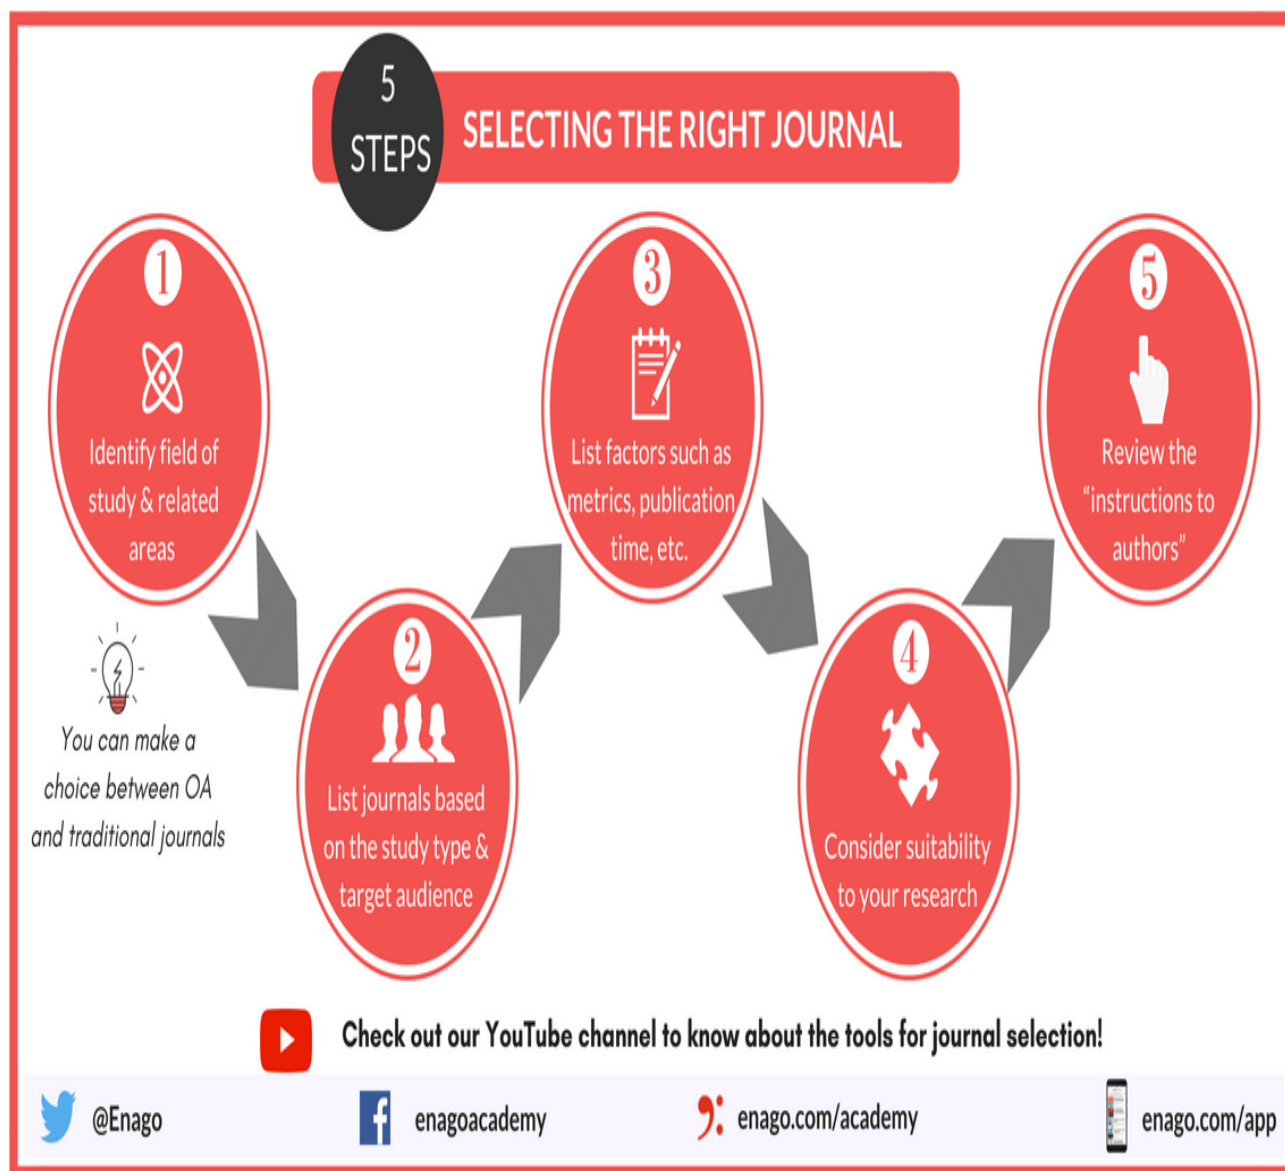 5
STEPS
SELECTING THE RIGHT JOURNAL
1
Identify field of
study & related
areas
You can make a
choice between OA
and traditional journals
2
List journals based
on the study type &
target audience
3
List factors such as
metrics, publication
time, etc.
4
Consider suitability
to your research
5
Review the
“instructions to
authors”
Check out our YouTube channel to know about the tools for journal selection!
@Enago
enagoacademy
enago.com/academy
enago.com/app